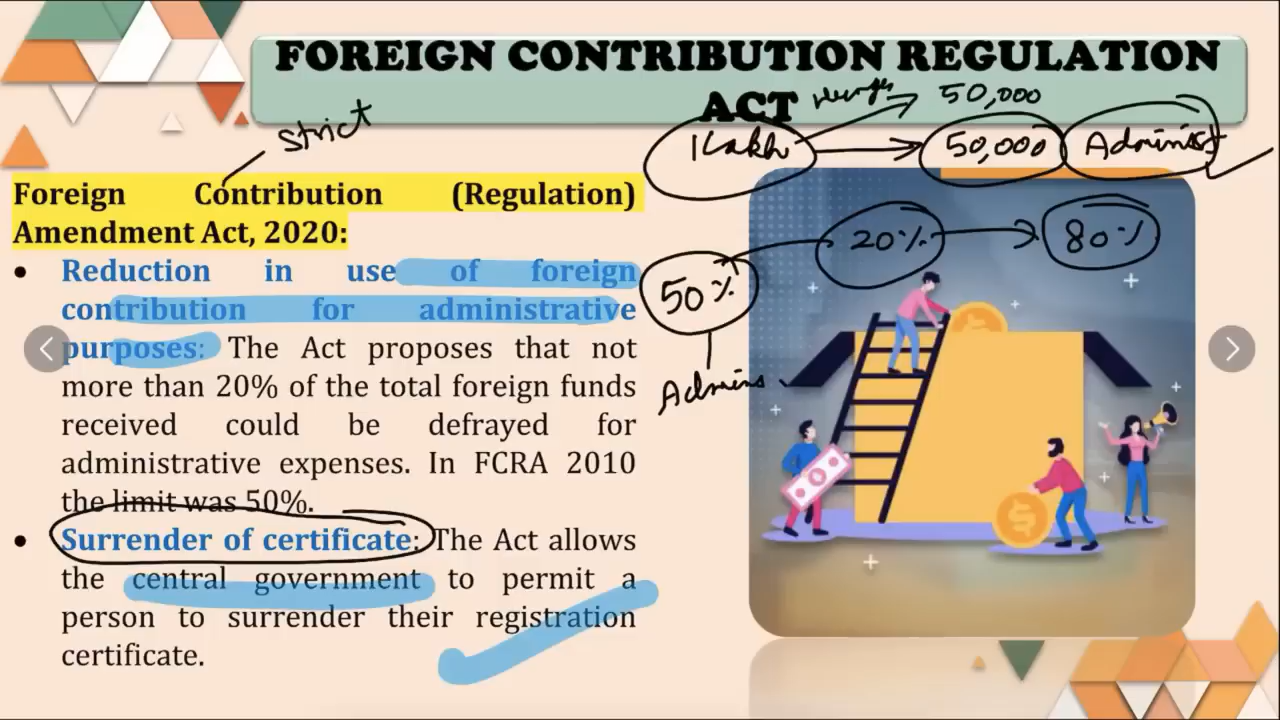 FOREIGN CONTRIBUTION REGULATION
ACT
50,000
strict
1 Lakh
50,000
Administ
Foreign Contribution (Regulation)
Amendment Act, 2020:
20%
80%
50%
Admins
• Reduction in use of foreign
contribution for administrative
purposes: The Act proposes that not
more than 20% of the total foreign funds
received could be defrayed for
administrative expenses. In FCRA 2010
the limit was 50%.
• Surrender of certificate: The Act allows
the central government to permit a
person to surrender their registration
certificate.